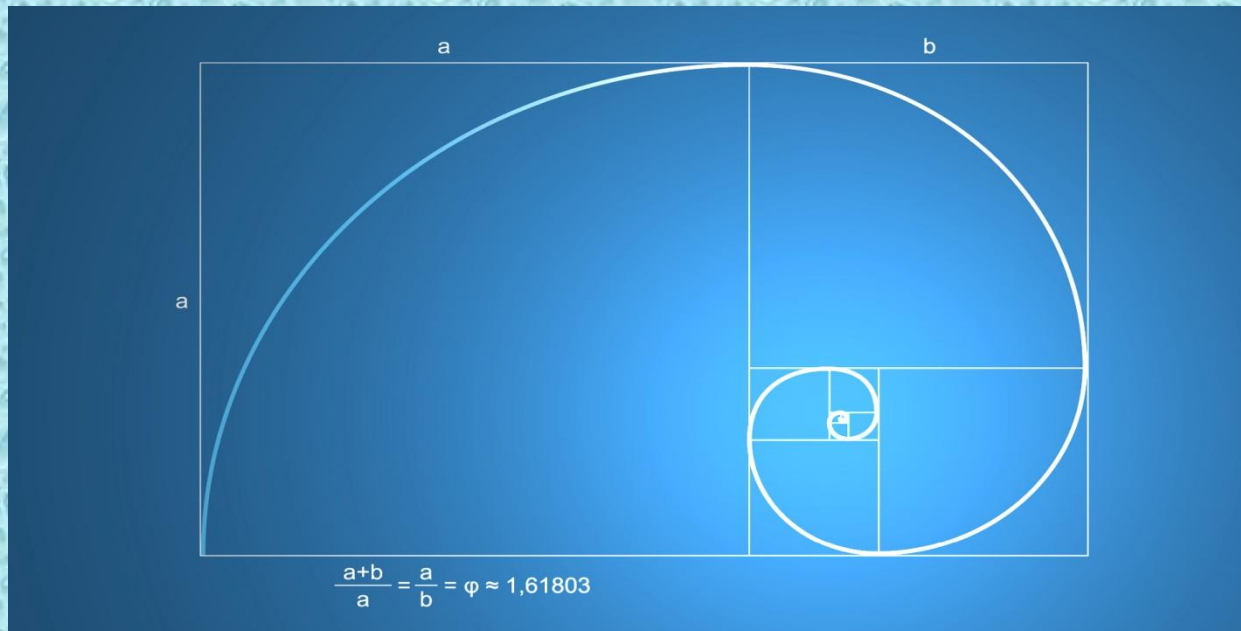 a b
a
a+b/a = a/b = φ ≈ 1,61803